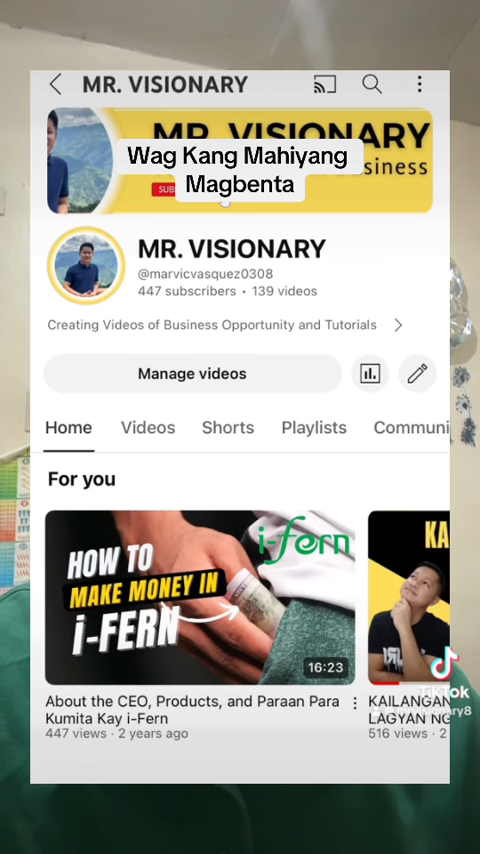 MR. VISIONARY
MR. VISIONARY
Business
Wag Kang Mahiyang
Magbenta
MR. VISIONARY
@marvicvasquez0308
447 subscribers • 139 videos
Creating Videos of Business Opportunity and Tutorials
Manage videos
Home Videos Shorts Playlists Communi
For you
HOW TO
MAKE MONEY IN
i-FERN
i-fern
16:23
About the CEO, Products, and Paraan Para
Kumita Kay i-Fern
447 views · 2 years ago
KA
KAILANGAN
LAGYAN NG
516 views · 2
TikTok